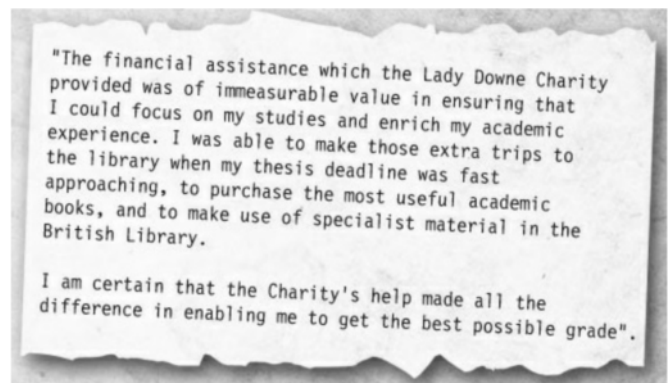 "The financial assistance which the Lady Downe Charity
provided was of immeasurable value in ensuring that
I could focus on my studies and enrich my academic
experience. I was able to make those extra trips to
the library when my thesis deadline was fast
approaching, to purchase the most useful academic
books, and to make use of specialist material in the
British Library.
I am certain that the Charity's help made all the
difference in enabling me to get the best possible grade".